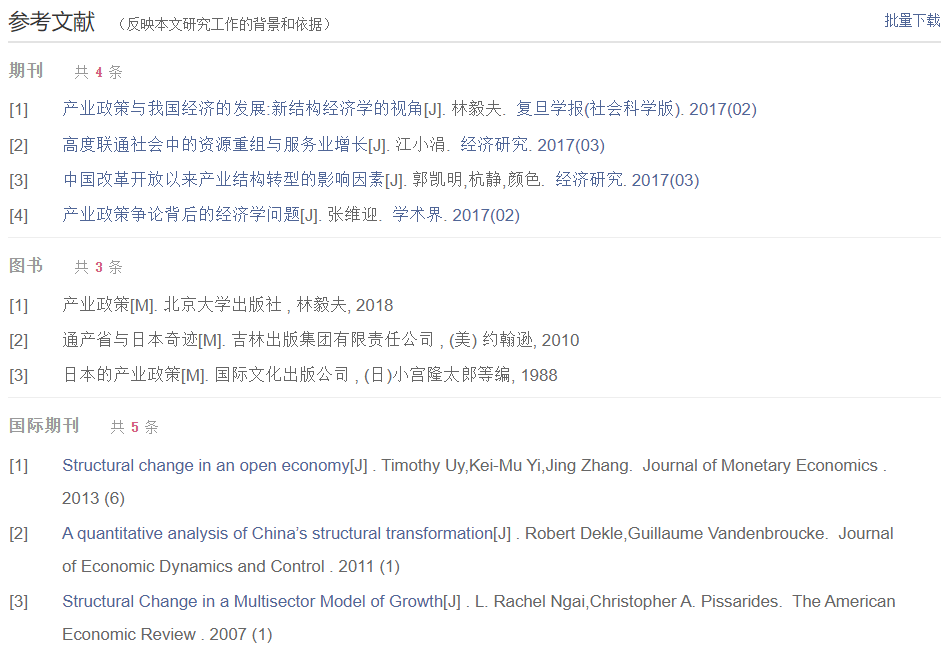 参考文献 （反映本文研究工作的背景和依据） 批量下载
期刊 共 4 条
[1] 产业政策与我国经济的发展:新结构经济学的视角[J]. 林毅夫. 复旦学报(社会科学版). 2017(02)
[2] 高度联通社会中的资源重组与服务业增长[J]. 江小涓. 经济研究. 2017(03)
[3] 中国改革开放以来产业结构转型的影响因素[J]. 郭凯明,杭静,颜色. 经济研究. 2017(03)
[4] 产业政策争论背后的经济学问题[J]. 张维迎. 学术界. 2017(02)
图书 共 3 条
[1] 产业政策[M]. 北京大学出版社 , 林毅夫, 2018
[2] 通产省与日本奇迹[M]. 吉林出版集团有限责任公司 , (美) 约翰逊, 2010
[3] 日本的产业政策[M]. 国际文化出版公司 , (日)小宫隆太郎等编, 1988
国际期刊 共 5 条
[1] Structural change in an open economy[J] . Timothy Uy,Kei-Mu Yi,Jing Zhang. Journal of Monetary Economics .
2013 (6)
[2] A quantitative analysis of China’s structural transformation[J] . Robert Dekle,Guillaume Vandenbroucke. Journal
of Economic Dynamics and Control . 2011 (1)
[3] Structural Change in a Multisector Model of Growth[J] . L. Rachel Ngai,Christopher A. Pissarides. The American
Economic Review . 2007 (1)